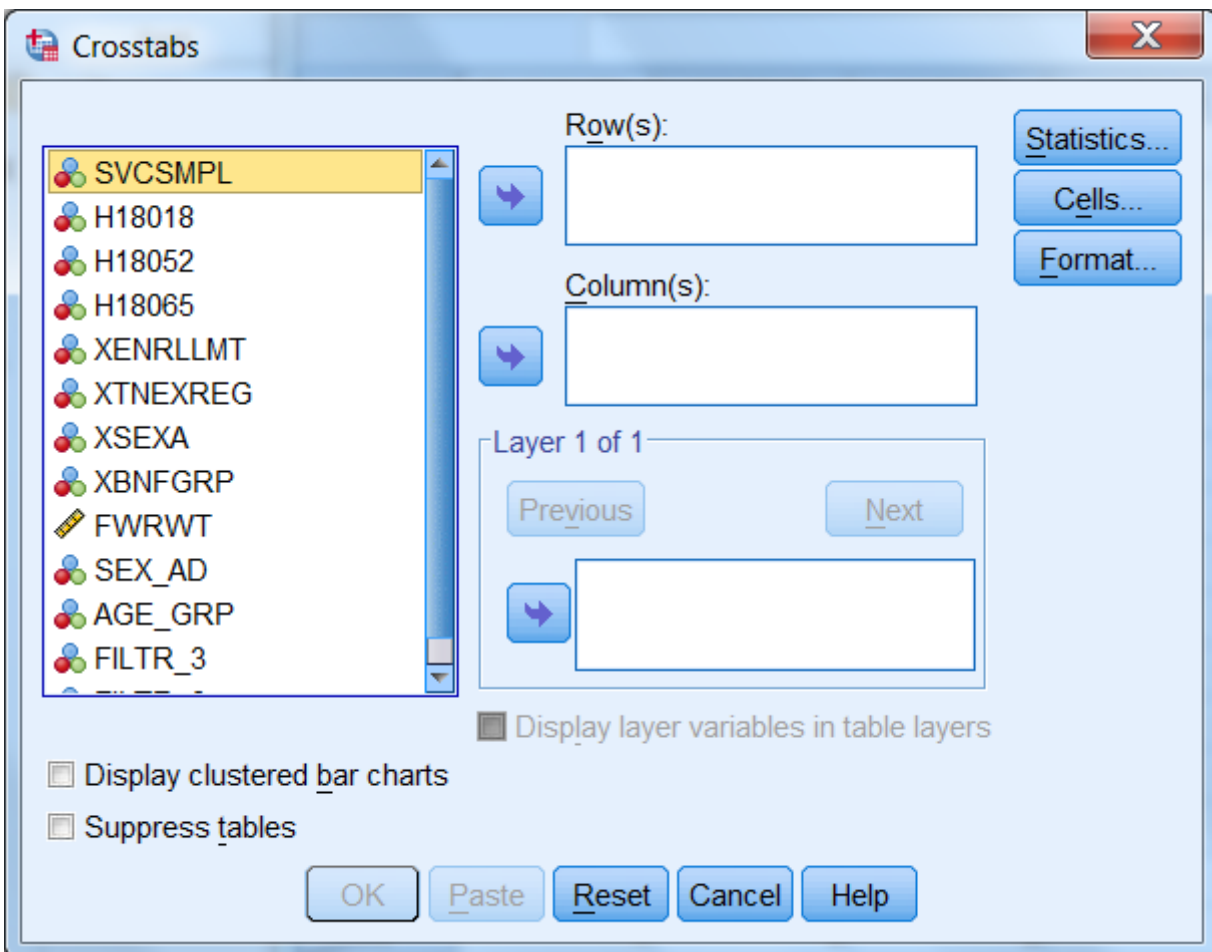 Crosstabs
X
SVCSMPL
H18018
H18052
H18065
XENRLLMT
XTNEXREG
XSEXA
XBNFGRP
FWRWT
SEX_AD
AGE_GRP
FILTR_3
Row(s):
Column(s):
Layer 1 of 1
Previous
Next
Display layer variables in table layers
Statistics...
Cells...
Format...
Display clustered bar charts
Suppress tables
OK
Paste
Reset
Cancel
Help